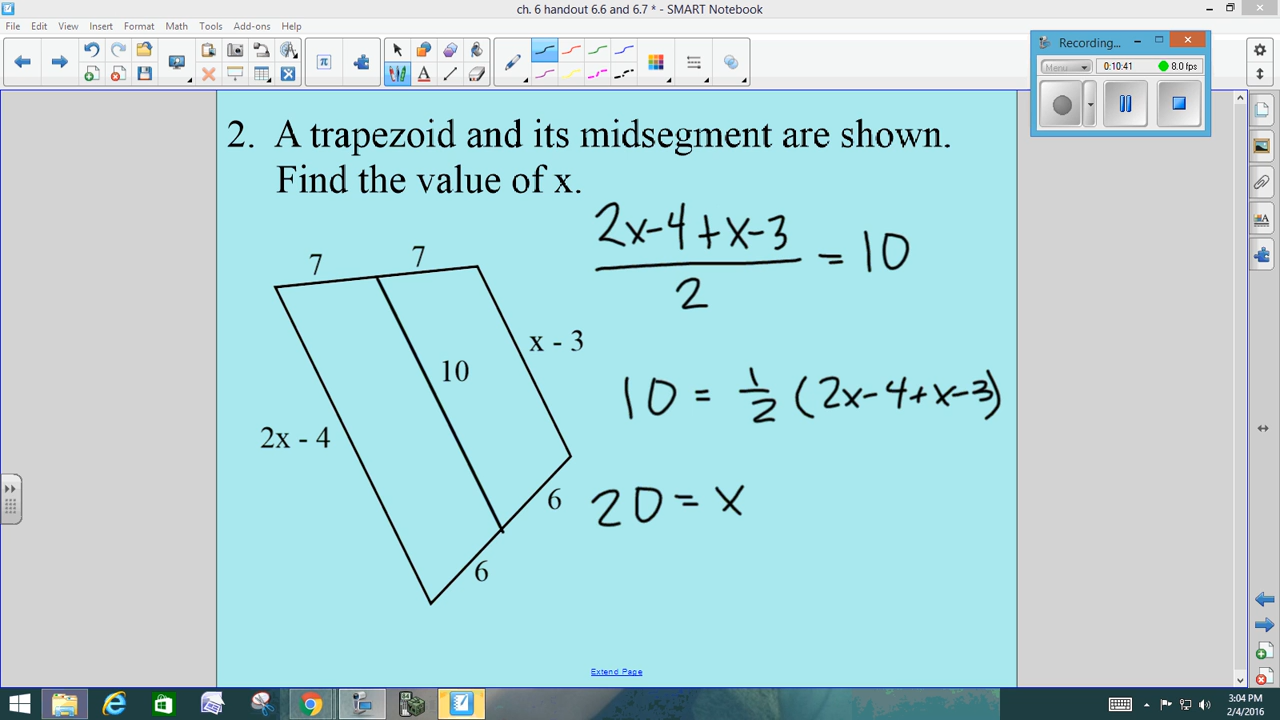 ch. 6 handout 6.6 and 6.7 * - SMART Notebook
File Edit View Insert Format Math Tools Add-ons Help
Recording...
Menu 0:10:41 8.0 fps
2. A trapezoid and its midsegment are shown.
Find the value of x.
2x-4+x-3
2
= 10
7
7
x - 3
10
10 = 1/2 (2x-4+x-3)
2x - 4
6
20 = x
6
Extend Page
3:04 PM
2/4/2016